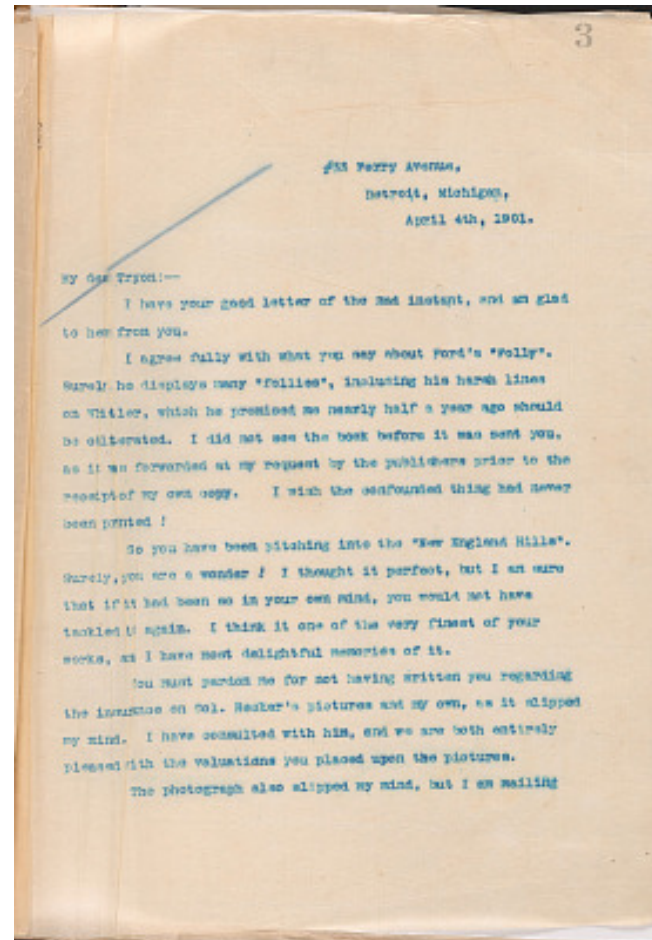 3
#33 Ferry Avenue,
Detroit, Michigan,
April 4th, 1901.
My dear Tryon:--
I have your good letter of the 2nd instant, and am glad
to hear from you.
I agree fully with what you say about Ford's "Folly".
Surely he displays many "follies", including his harsh lines
on Whistler, which he promised me nearly half a year ago should
be obliterated. I did not see the book before it was sent you,
as it was forwarded at my request by the publishers prior to the
receipt of my own copy. I wish the confounded thing had never
been printed !
So you have been pitching into the "New England Hills".
Surely, you are a wonder ! I thought it perfect, but I am sure
that if it had been so in your own mind, you would not have
tackled it again. I think it one of the very finest of your
works, as I have most delightful memories of it.
You must pardon me for not having written you regarding
the insurance on Col. Hecker's pictures and my own, as it slipped
my mind. I have consulted with him, and we are both entirely
pleased with the valuations you placed upon the pictures.
The photograph also slipped my mind, but I am mailing